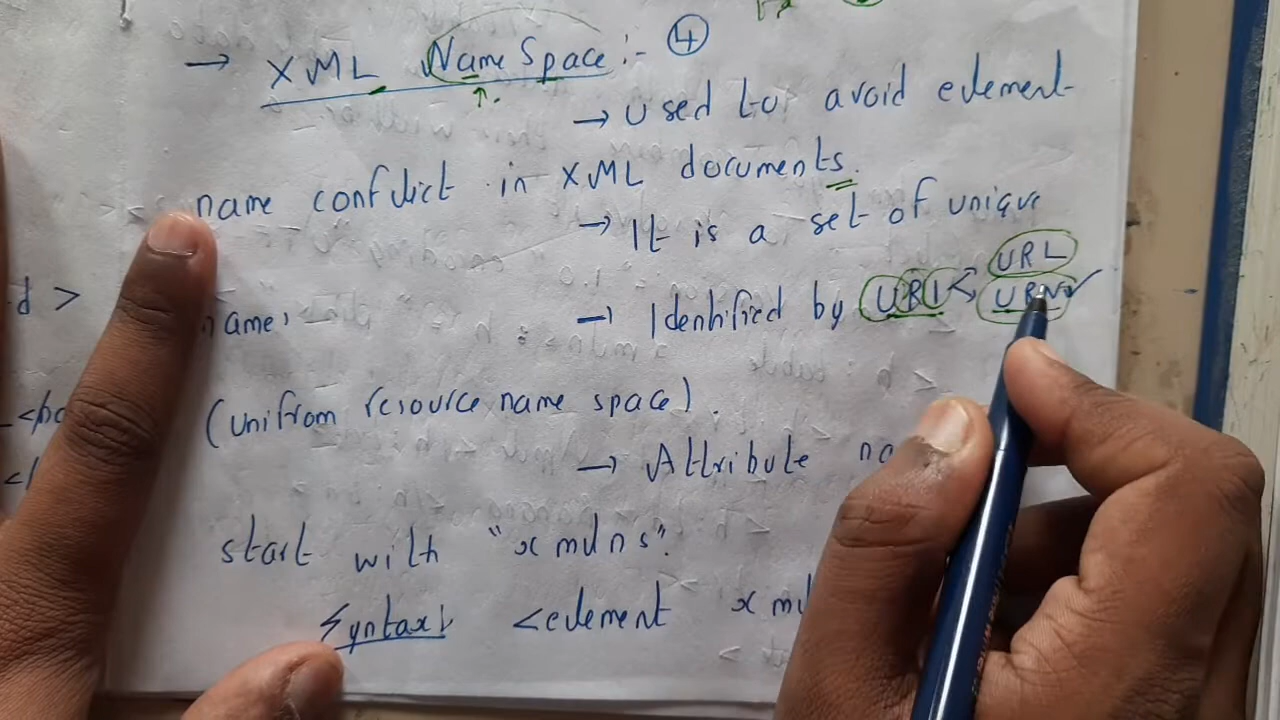 → XML NameSpace :- ④
→ Used to avoid element
name conflict in XML documents.
→ It is a set of unique
name, → Identified by URI < URL
URN ✓
(Unifrom resource name space).
→ Attribute
start with "xmlns".
Syntax: <element
d >
</